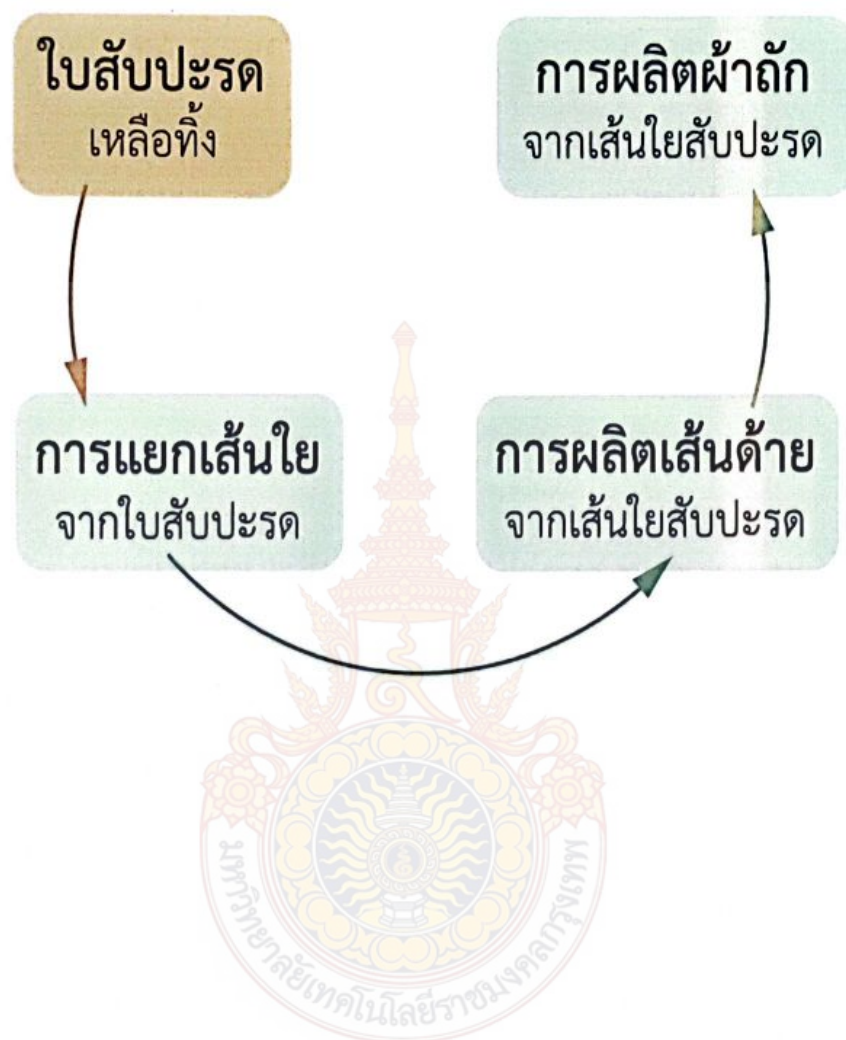 ใบสับปะรด
เหลือทิ้ง
การแยกเส้นใย
จากใบสับปะรด
การผลิตเส้นด้าย
จากเส้นใยสับปะรด
การผลิตผ้าถัก
จากเส้นใยสับปะรด
มหาวิทยาลัยเทคโนโลยีราชมงคลกรุงเทพ